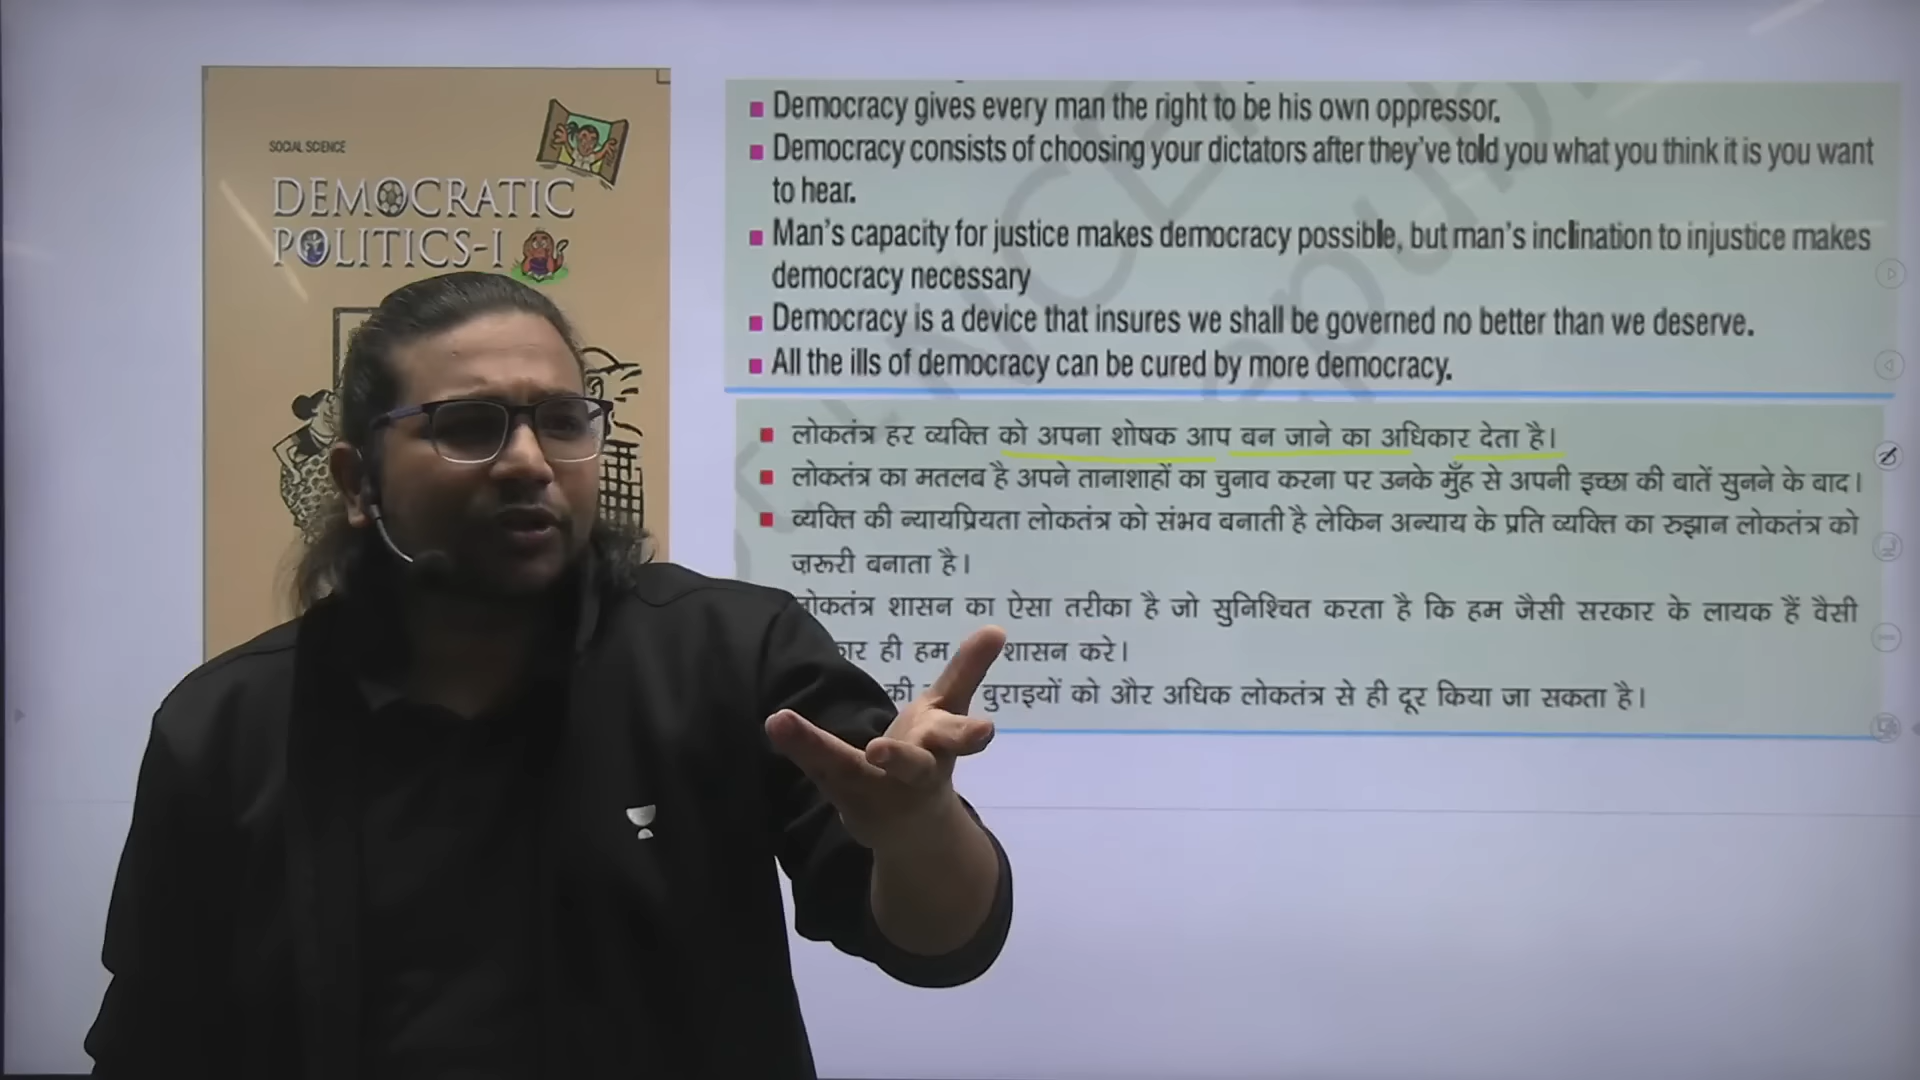 SOCIAL SCIENCE
DEMOCRATIC
POLITICS-I
Democracy gives every man the right to be his own oppressor.
Democracy consists of choosing your dictators after they've told you what you think it is you want
to hear.
Man's capacity for justice makes democracy possible, but man's inclination to injustice makes
democracy necessary
Democracy is a device that insures we shall be governed no better than we deserve.
All the ills of democracy can be cured by more democracy.
लोकतंत्र हर व्यक्ति को अपना शोषक आप बन जाने का अधिकार देता है।
लोकतंत्र का मतलब है अपने तानाशाहों का चुनाव करना पर उनके मुँह से अपनी इच्छा की बातें सुनने के बाद।
व्यक्ति की न्यायप्रियता लोकतंत्र को संभव बनाती है लेकिन अन्याय के प्रति व्यक्ति का रुझान लोकतंत्र को
ज़रूरी बनाता है।
लोकतंत्र शासन का ऐसा तरीका है जो सुनिश्चित करता है कि हम जैसी सरकार के लायक हैं वैसी
ही हम शासन करे।
की बुराइयों को और अधिक लोकतंत्र से ही दूर किया जा सकता है।